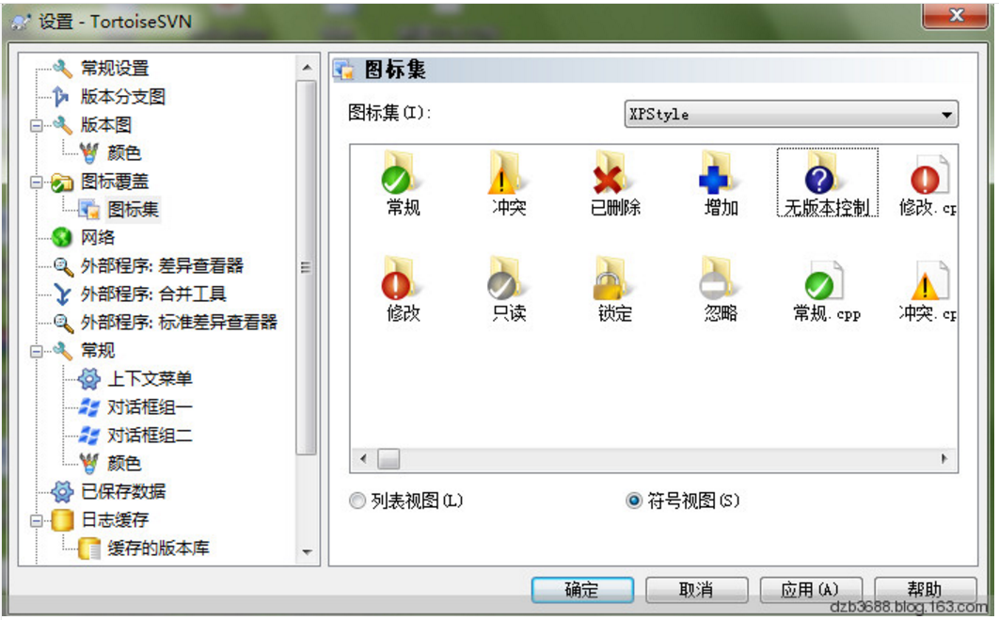 设置 - TortoiseSVN
常规设置
版本分支图
版本图
颜色
图标覆盖
图标集
网络
外部程序: 差异查看器
外部程序: 合并工具
外部程序: 标准差异查看器
常规
上下文菜单
对话框组一
对话框组二
颜色
已保存数据
日志缓存
缓存的版本库
图标集
图标集(I): XPStyle
常规 冲突 已删除 增加 无版本控制 修改. cp
修改 只读 锁定 忽略 常规. cpp 冲突. cp
列表视图(L) 符号视图(S)
确定 取消 应用(A) 帮助
dzb3688.blog.163.com